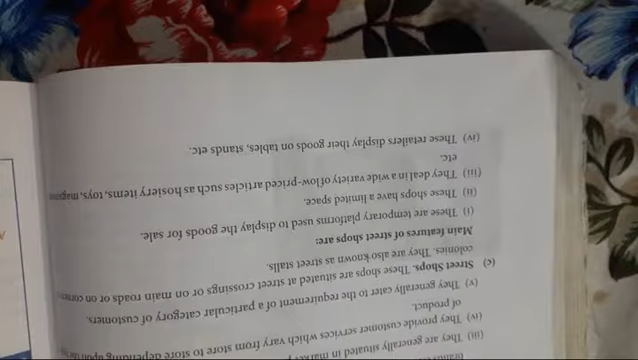 (iii) They are generally situated in
(iv) They provide customer services which vary from store to store depending
of product.
(v) They generally cater to the requirement of a particular category of customers.
(c) Street Shops. These shops are situated at street crossings or on main roads or on
colonies. They are also known as street stalls.
Main features of street shops are:
(i) These are temporary platforms used to display the goods for sale.
(ii) These shops have a limited space.
(iii) They deal in a wide variety of low-priced articles such as hosiery items, toys,
etc.
(iv) These retailers display their goods on tables, stands etc.